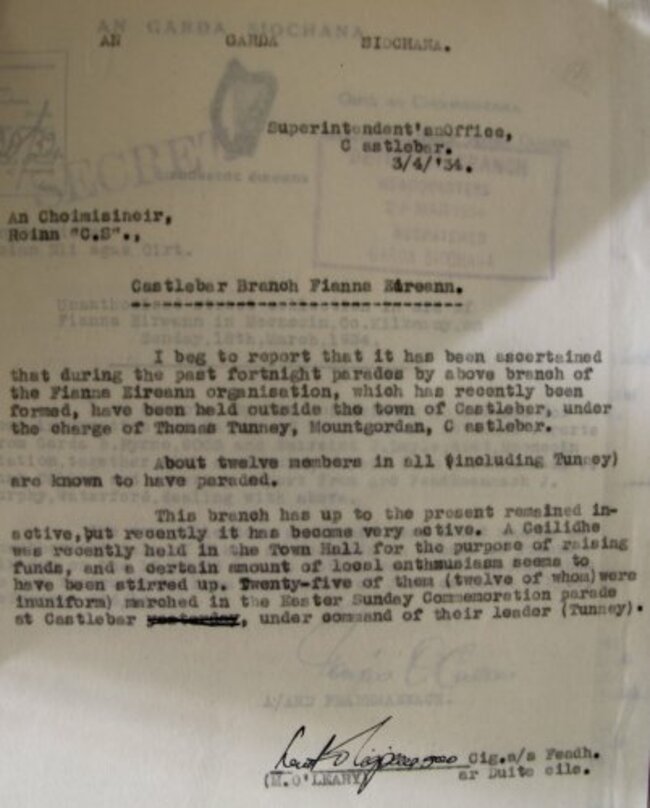 AN GARDA SIOCHANA.
Superintendent's Office,
C astlebar.
3/4/'34.
SECRET
An Choimisineir,
Roinn "C.S".,
Castlebar Branch Fianna Eireann.
I beg to report that it has been ascertained
that during the past fortnight parades by above branch of
the Fianna Eireann organisation, which has recently been
formed, have been held outside the town of Castlebar, under
the charge of Thomas Tunney, Mountgordan, C astlebar.
About twelve members in all (including Tunney)
are known to have paraded.
This branch has up to the present remained in-
active,but recently it has become very active. A Ceilidhe
was recently held in the Town Hall for the purpose of raising
funds, and a certain amount of local enthusiasm seems to
have been stirred up. Twenty-five of them (twelve of whom)were
inuniform) marched in the Easter Sunday Commemoration parade
at Castlebar yesterday, under command of their leader (Tunney).
Cig.a/s Feadh.
(M. O'LEARY) ar Duite eile.